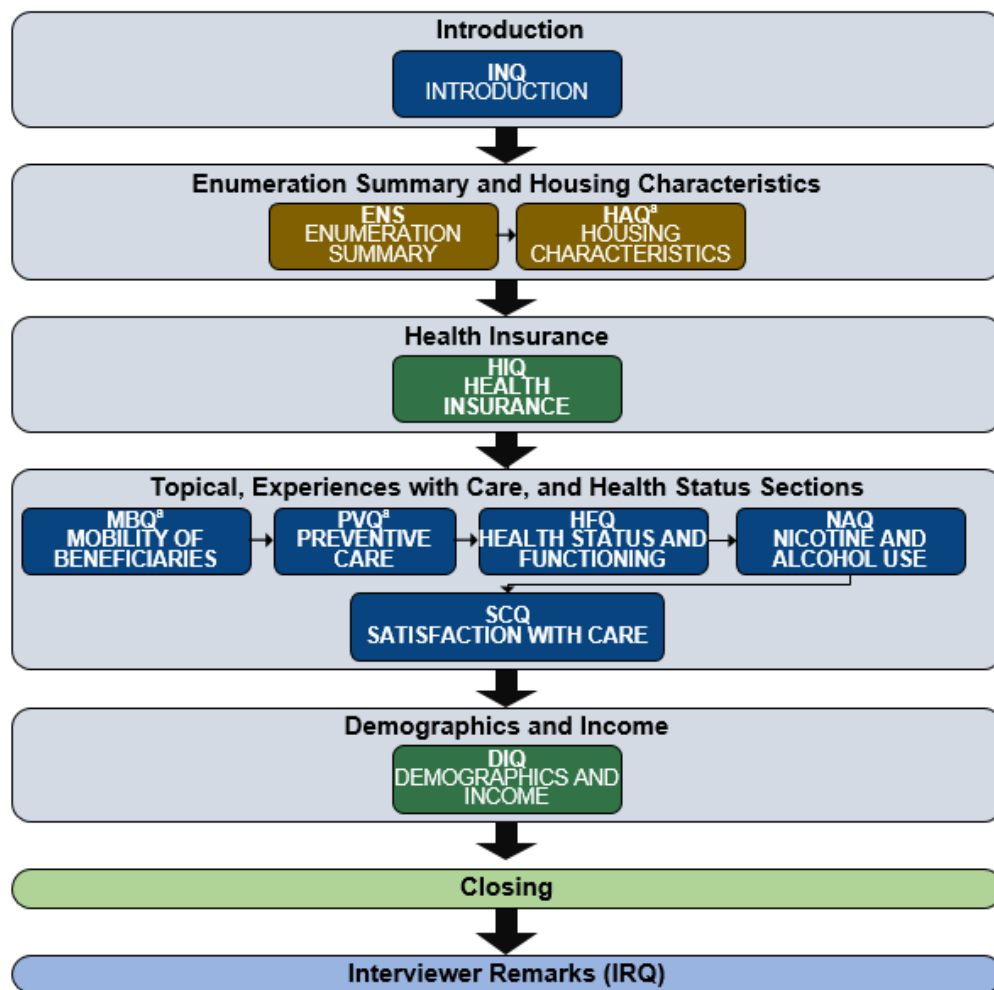 Introduction
INQ
INTRODUCTION
Enumeration Summary and Housing Characteristics
ENS
ENUMERATION
SUMMARY
HAQª
HOUSING
CHARACTERISTICS
Health Insurance
HIQ
HEALTH
INSURANCE
Topical, Experiences with Care, and Health Status Sections
MBQª
MOBILITY OF
BENEFICIARIES
PVQª
PREVENTIVE
CARE
HFQ
HEALTH STATUS AND
FUNCTIONING
NAQ
NICOTINE AND
ALCOHOL USE
SCQ
SATISFACTION WITH CARE
Demographics and Income
DIQ
DEMOGRAPHICS AND
INCOME
Closing
Interviewer Remarks (IRQ)